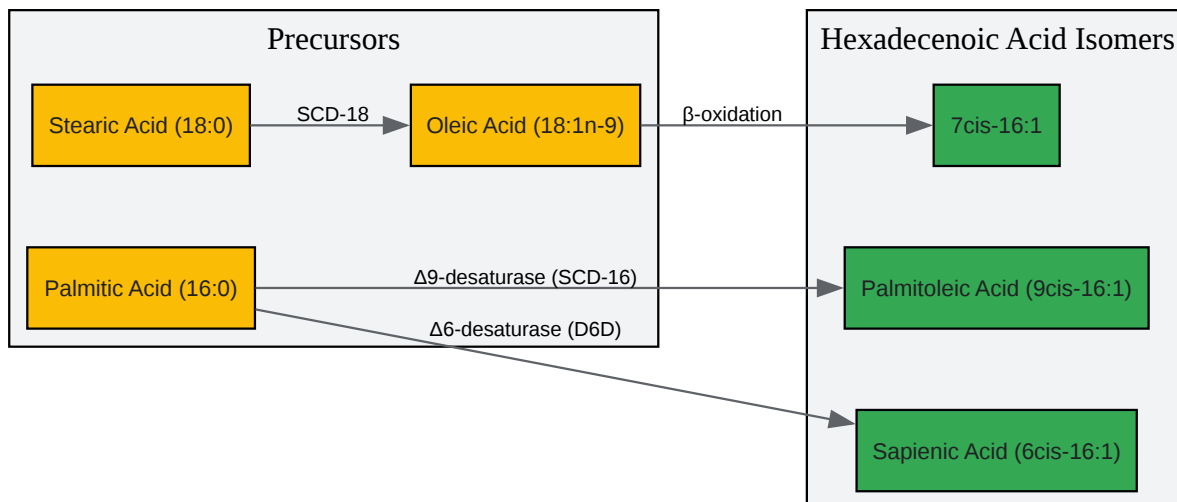 Precursors
Hexadecenoic Acid Isomers
Stearic Acid (18:0)
SCD-18
Oleic Acid (18:1n-9)
β-oxidation
7cis-16:1
Palmitic Acid (16:0)
Δ9-desaturase (SCD-16)
Palmitoleic Acid (9cis-16:1)
Δ6-desaturase (D6D)
Sapienic Acid (6cis-16:1)